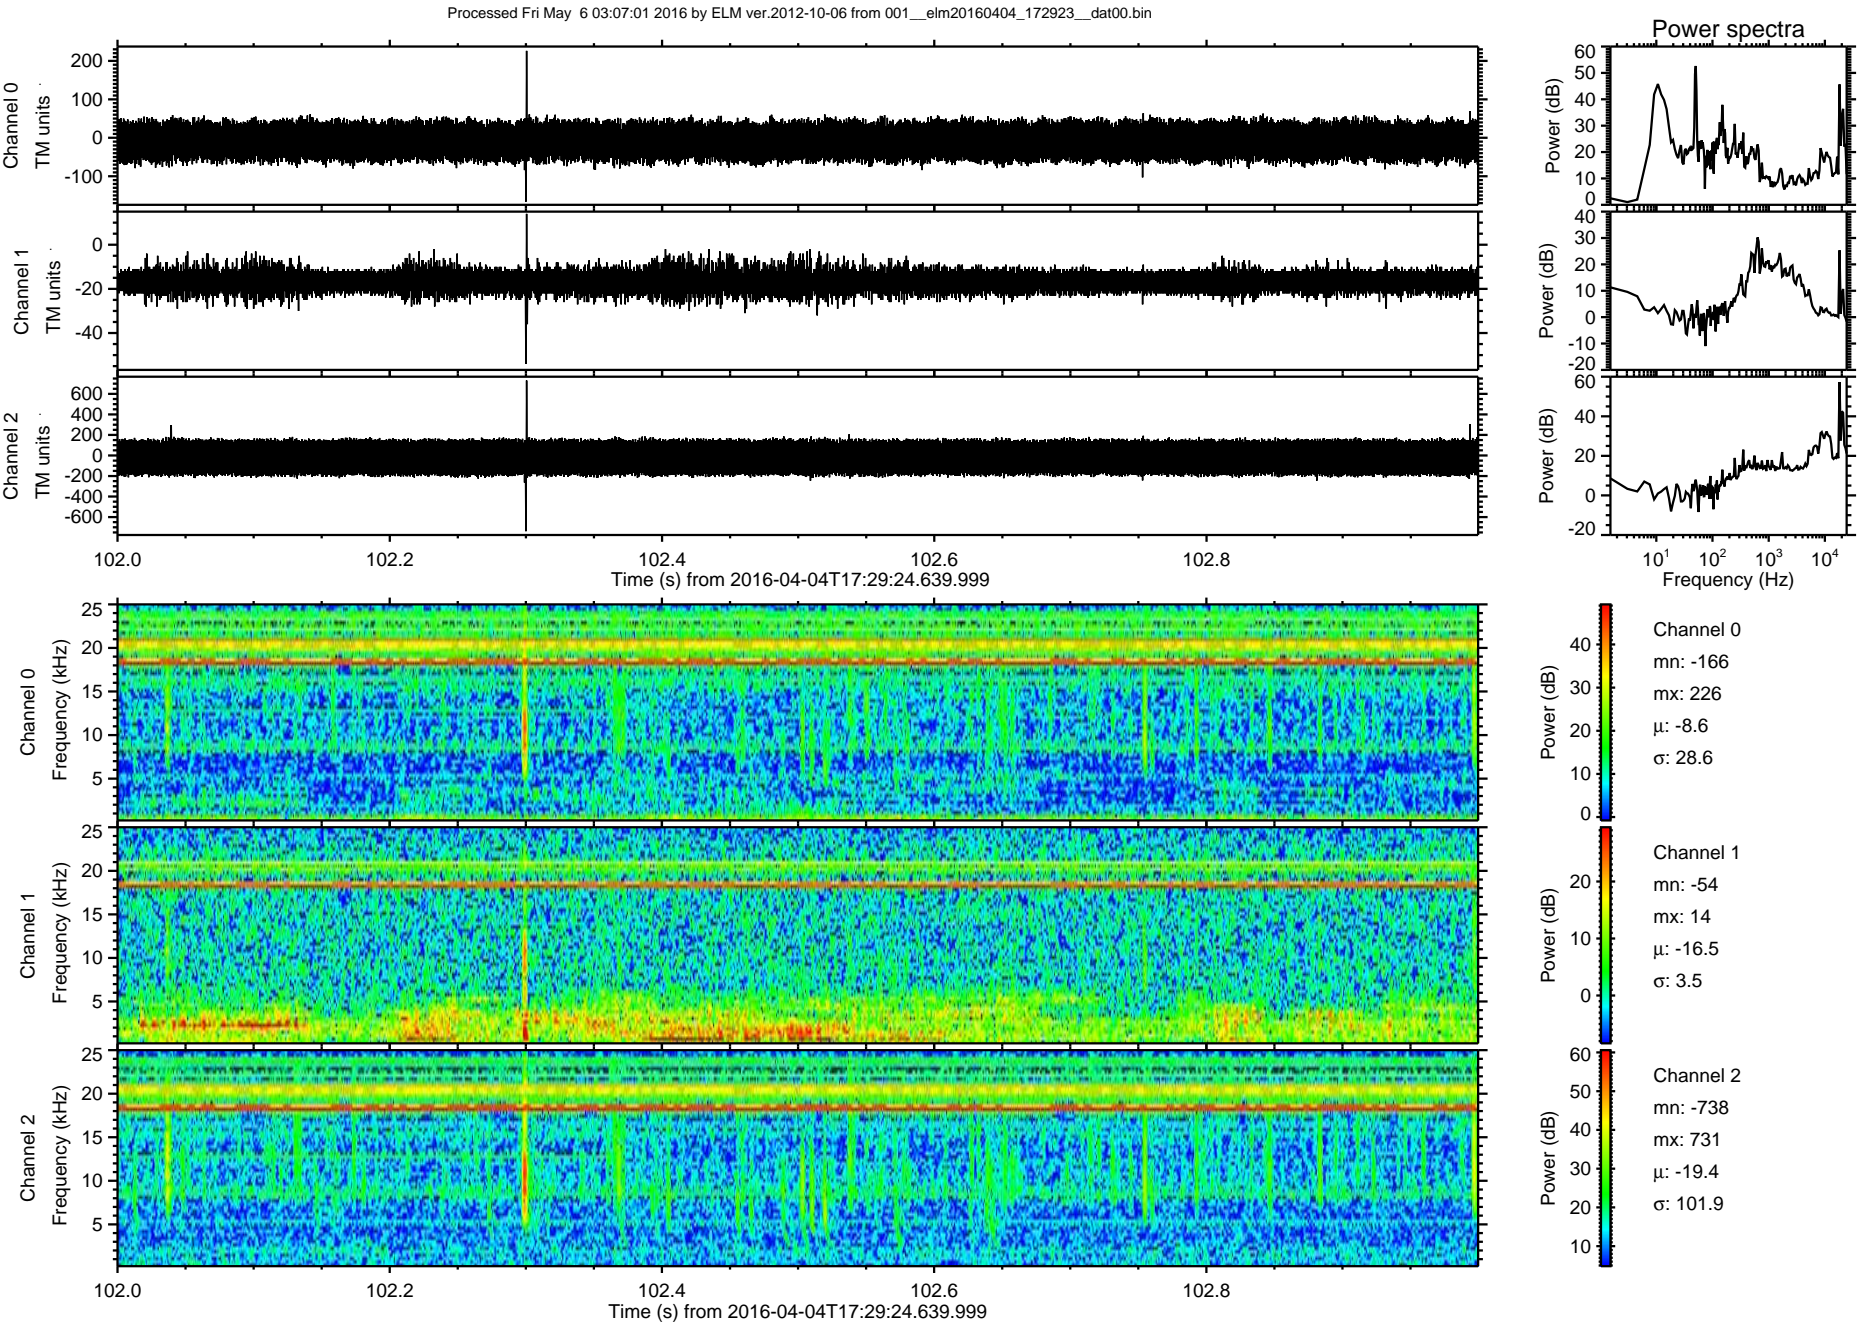 Processed Fri May  6 03:07:01 2016 by ELM ver.2012-10-06 from 001__elm20160404_172923__dat00.bin
Power spectra
Channel 0
TM units
200
100
0
-100
Power (dB)
60
50
40
30
20
10
0
Channel 1
TM units
0
-20
-40
Power (dB)
40
30
20
10
0
-10
-20
Channel 2
TM units
600
400
200
0
-200
-400
-600
Power (dB)
60
40
20
0
-20
102.0 102.2 102.4 102.6 102.8
Time (s) from 2016-04-04T17:29:24.639.999
10^1 10^2 10^3 10^4
Frequency (Hz)
Channel 0
Frequency (kHz)
25
20
15
10
5
Power (dB)
40
30
20
10
0
Channel 0
mn: -166
mx: 226
μ: -8.6
σ: 28.6
Channel 1
Frequency (kHz)
25
20
15
10
5
Power (dB)
20
10
0
Channel 1
mn: -54
mx: 14
μ: -16.5
σ: 3.5
Channel 2
Frequency (kHz)
25
20
15
10
5
Power (dB)
60
50
40
30
20
10
Channel 2
mn: -738
mx: 731
μ: -19.4
σ: 101.9
102.0 102.2 102.4 102.6 102.8
Time (s) from 2016-04-04T17:29:24.639.999